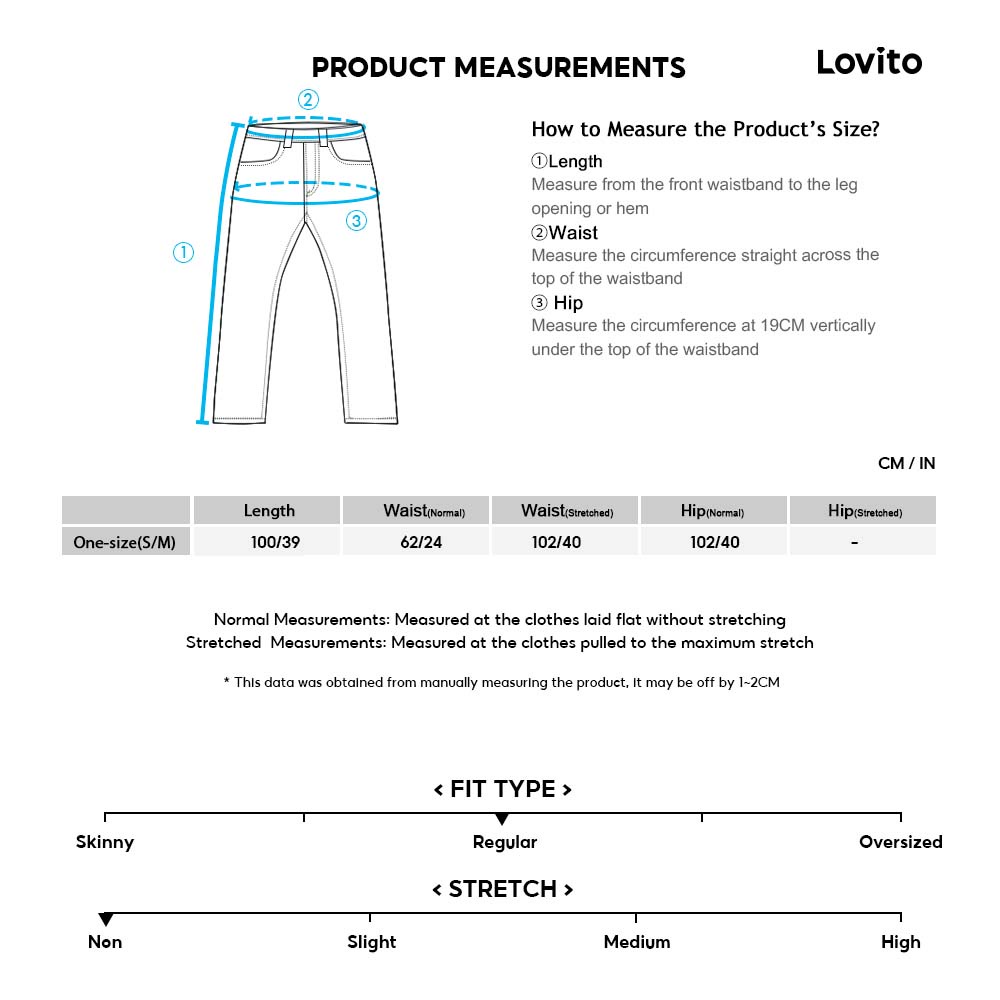 PRODUCT MEASUREMENTS
Lovito
②
①
③
How to Measure the Product's Size?
①Length
Measure from the front waistband to the leg
opening or hem
②Waist
Measure the circumference straight across the
top of the waistband
③ Hip
Measure the circumference at 19CM vertically
under the top of the waistband
CM / IN
Length Waist(Normal) Waist(Stretched) Hip(Normal) Hip(Stretched)
One-size(S/M) 100/39 62/24 102/40 102/40 -
Normal Measurements: Measured at the clothes laid flat without stretching
Stretched Measurements: Measured at the clothes pulled to the maximum stretch
* This data was obtained from manually measuring the product, it may be off by 1~2CM
< FIT TYPE >
Skinny Regular Oversized
< STRETCH >
Non Slight Medium High